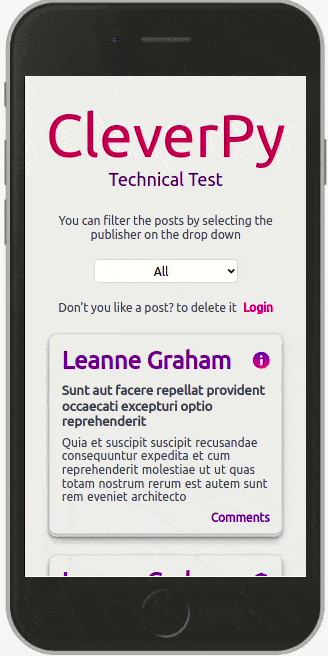 CleverPy
Technical Test
You can filter the posts by selecting the
publisher on the drop down
All
Don't you like a post? to delete it Login
Leanne Graham
Sunt aut facere repellat provident
occaecati excepturi optio
reprehenderit
Quia et suscipit suscipit recusandae
consequuntur expedita et cum
reprehenderit molestiae ut ut quas
totam nostrum rerum est autem sunt
rem eveniet architecto
Comments